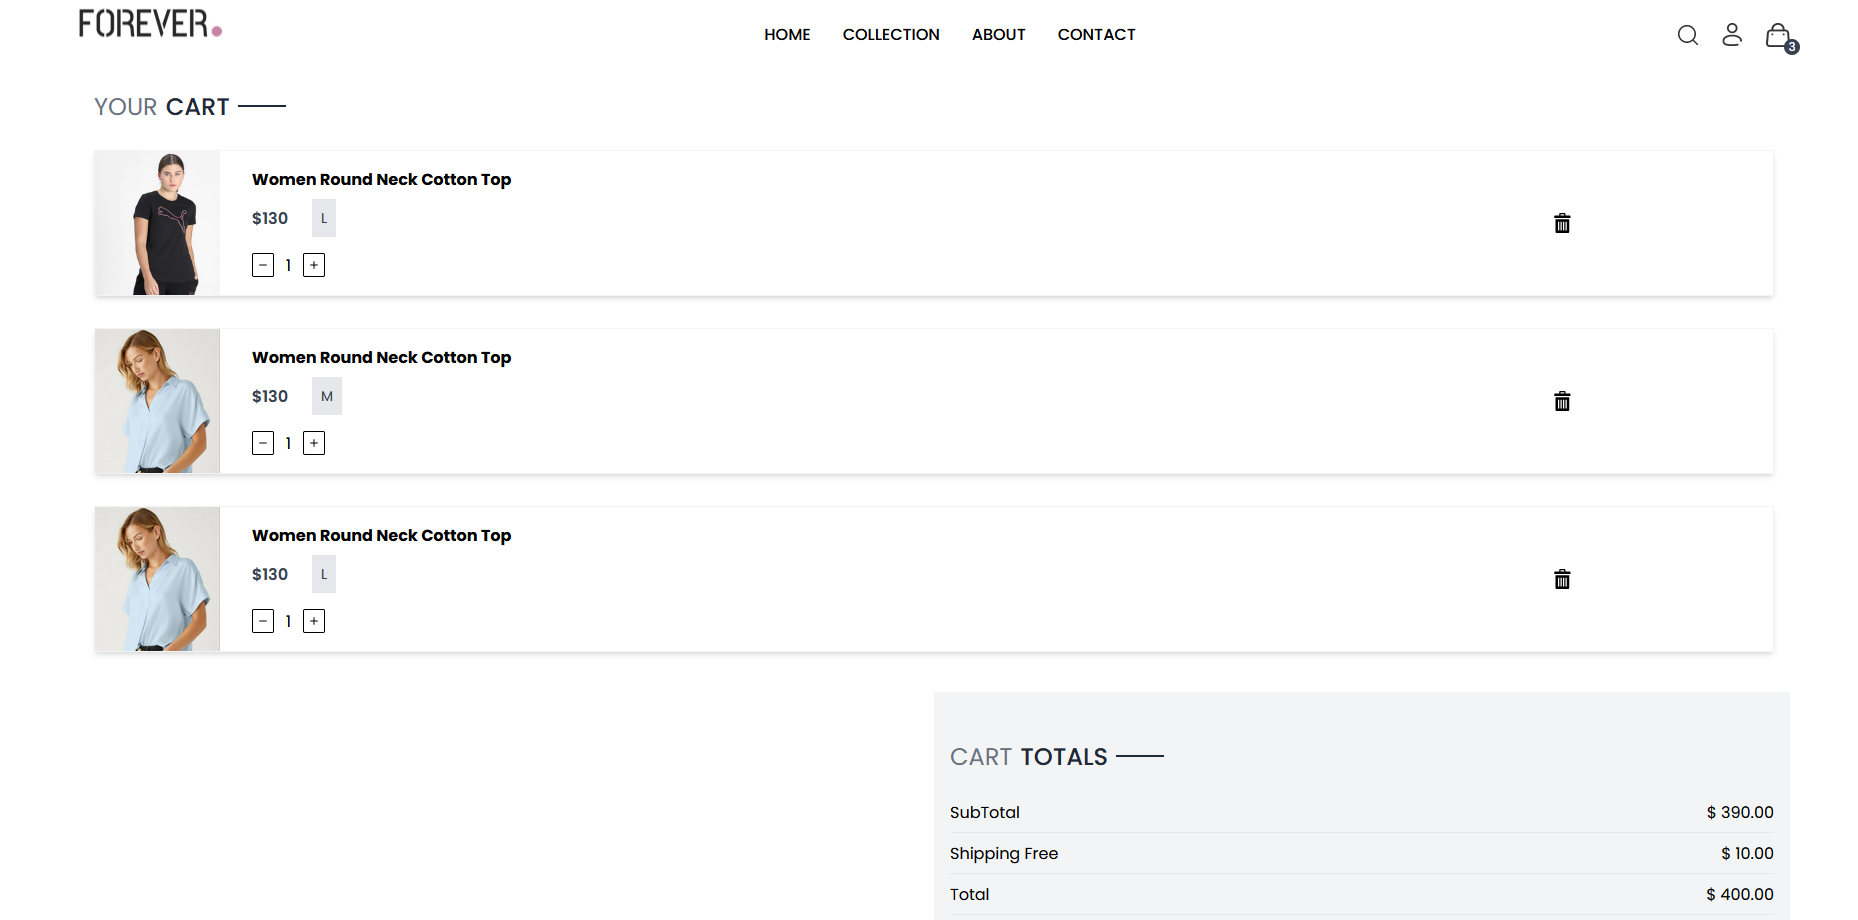 FOREVER.
HOME COLLECTION ABOUT CONTACT
3
YOUR CART
Women Round Neck Cotton Top
$130 L
− 1 +
Women Round Neck Cotton Top
$130 M
− 1 +
Women Round Neck Cotton Top
$130 L
− 1 +
CART TOTALS
SubTotal $ 390.00
Shipping Free $ 10.00
Total $ 400.00